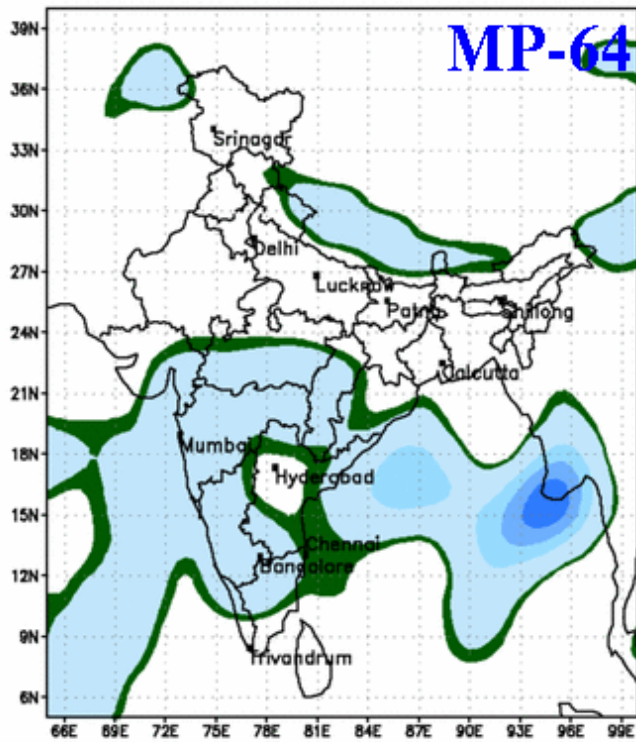 39N
MP-64
36N
Srinagar
33N
30N
Delhi
27N
Lucknow
Patna
Shillong
24N
Calcutta
21N
Mumbai
18N
Hyderabad
15N
Chennai
Bangalore
12N
9N
Trivandrum
6N
66E 69E 72E 75E 78E 81E 84E 87E 90E 93E 96E 99E